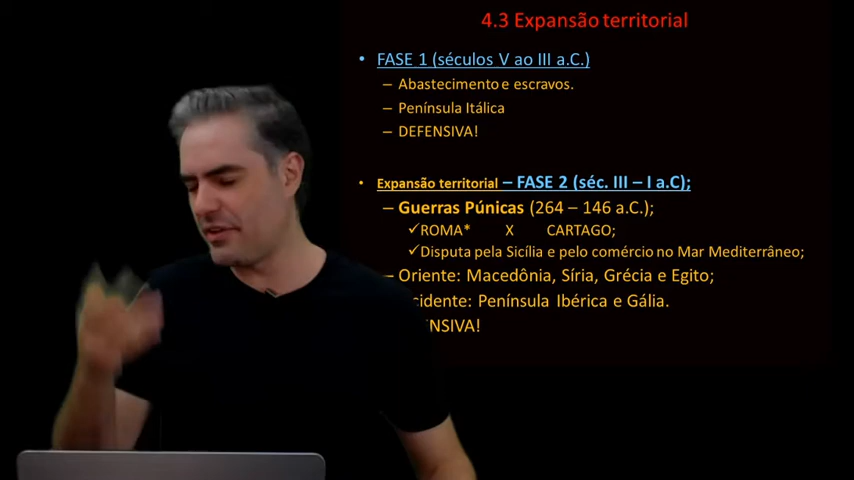 4.3 Expansão territorial
• FASE 1 (séculos V ao III a.C.)
– Abastecimento e escravos.
– Península Itálica
– DEFENSIVA!
• Expansão territorial – FASE 2 (séc. III – I a.C);
– Guerras Púnicas (264 – 146 a.C.);
✓ROMA* X CARTAGO;
✓Disputa pela Sicília e pelo comércio no Mar Mediterrâneo;
– Oriente: Macedônia, Síria, Grécia e Egito;
cidente: Península Ibérica e Gália.
ENSIVA!